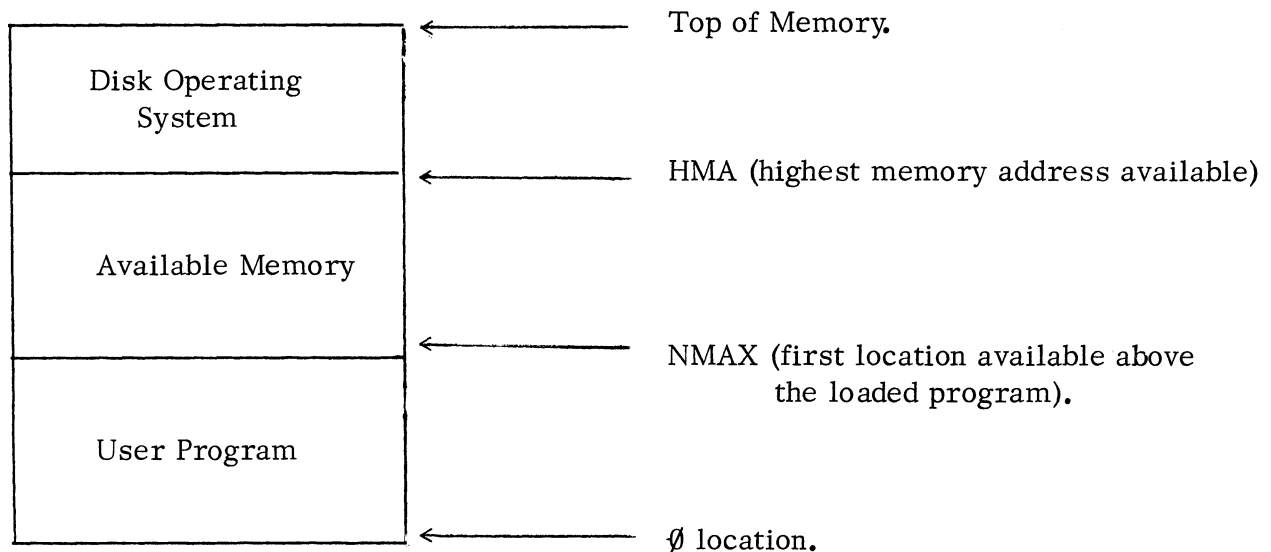 Top of Memory.
Disk Operating
System
HMA (highest memory address available)
Available Memory
NMAX (first location available above
the loaded program).
User Program
Ø location.